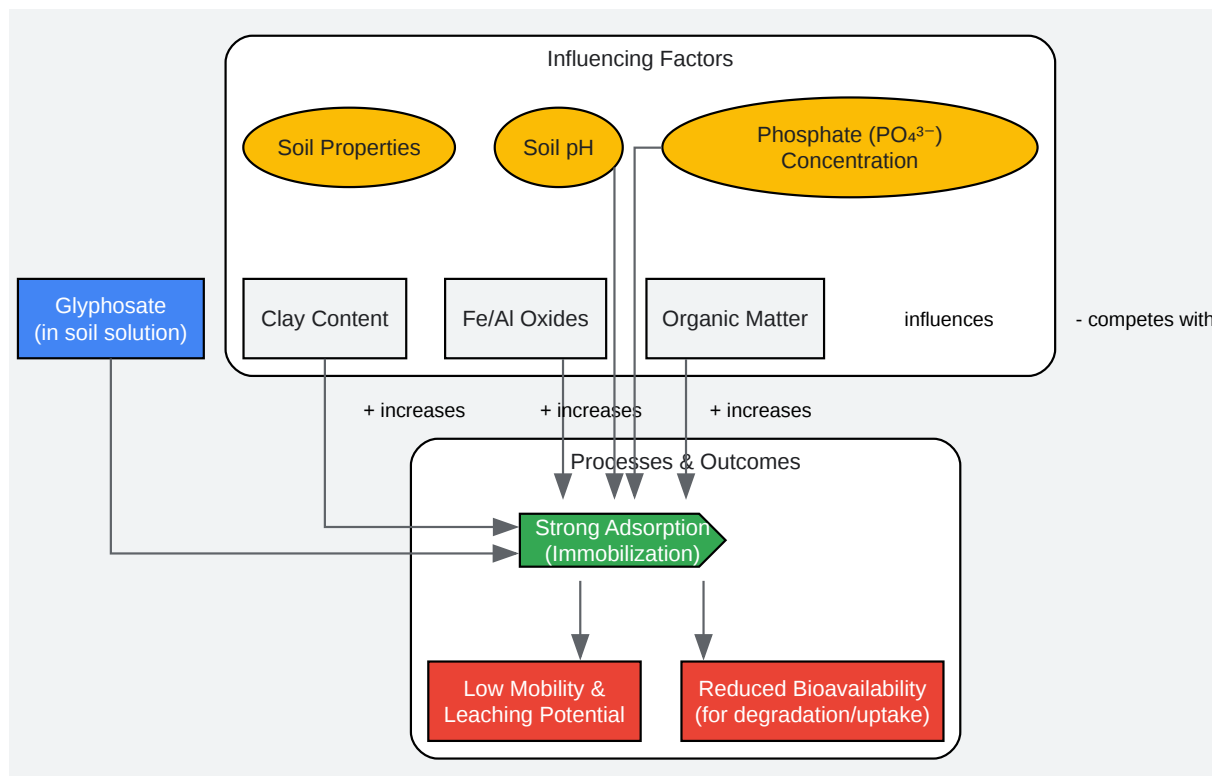 Influencing Factors
Soil Properties
Soil pH
Phosphate (PO₄³⁻)
Concentration
Glyphosate
(in soil solution)
Clay Content
Fe/Al Oxides
Organic Matter
influences
- competes with
+ increases
+ increases
+ increases
Processes & Outcomes
Strong Adsorption
(Immobilization)
Low Mobility &
Leaching Potential
Reduced Bioavailability
(for degradation/uptake)